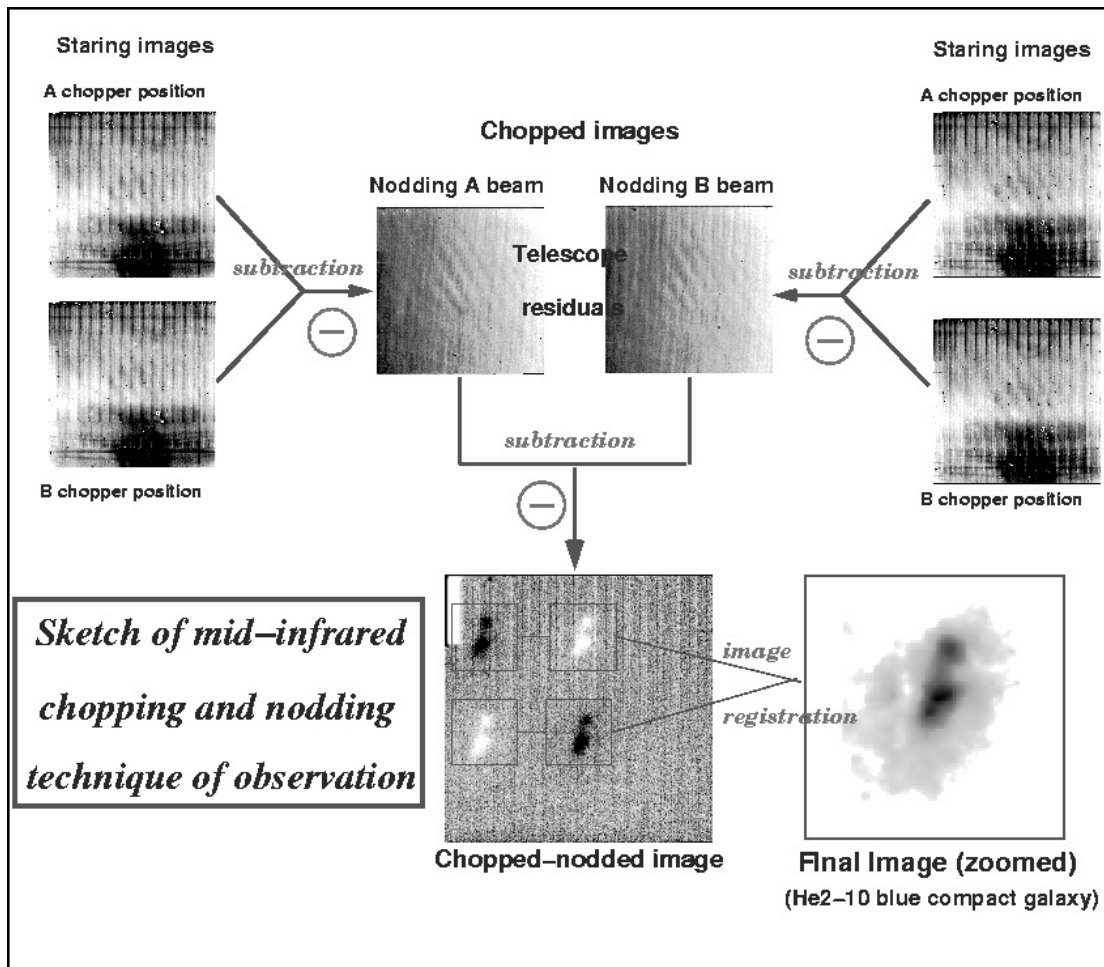 Staring images
A chopper position
B chopper position
Chopped images
Nodding A beam
Nodding B beam
Telescope
residuals
Staring images
A chopper position
B chopper position
subtraction
subtraction
subtraction
Sketch of mid−infrared
chopping and nodding
technique of observation
Chopped−nodded image
image
registration
Final Image (zoomed)
(He2−10 blue compact galaxy)